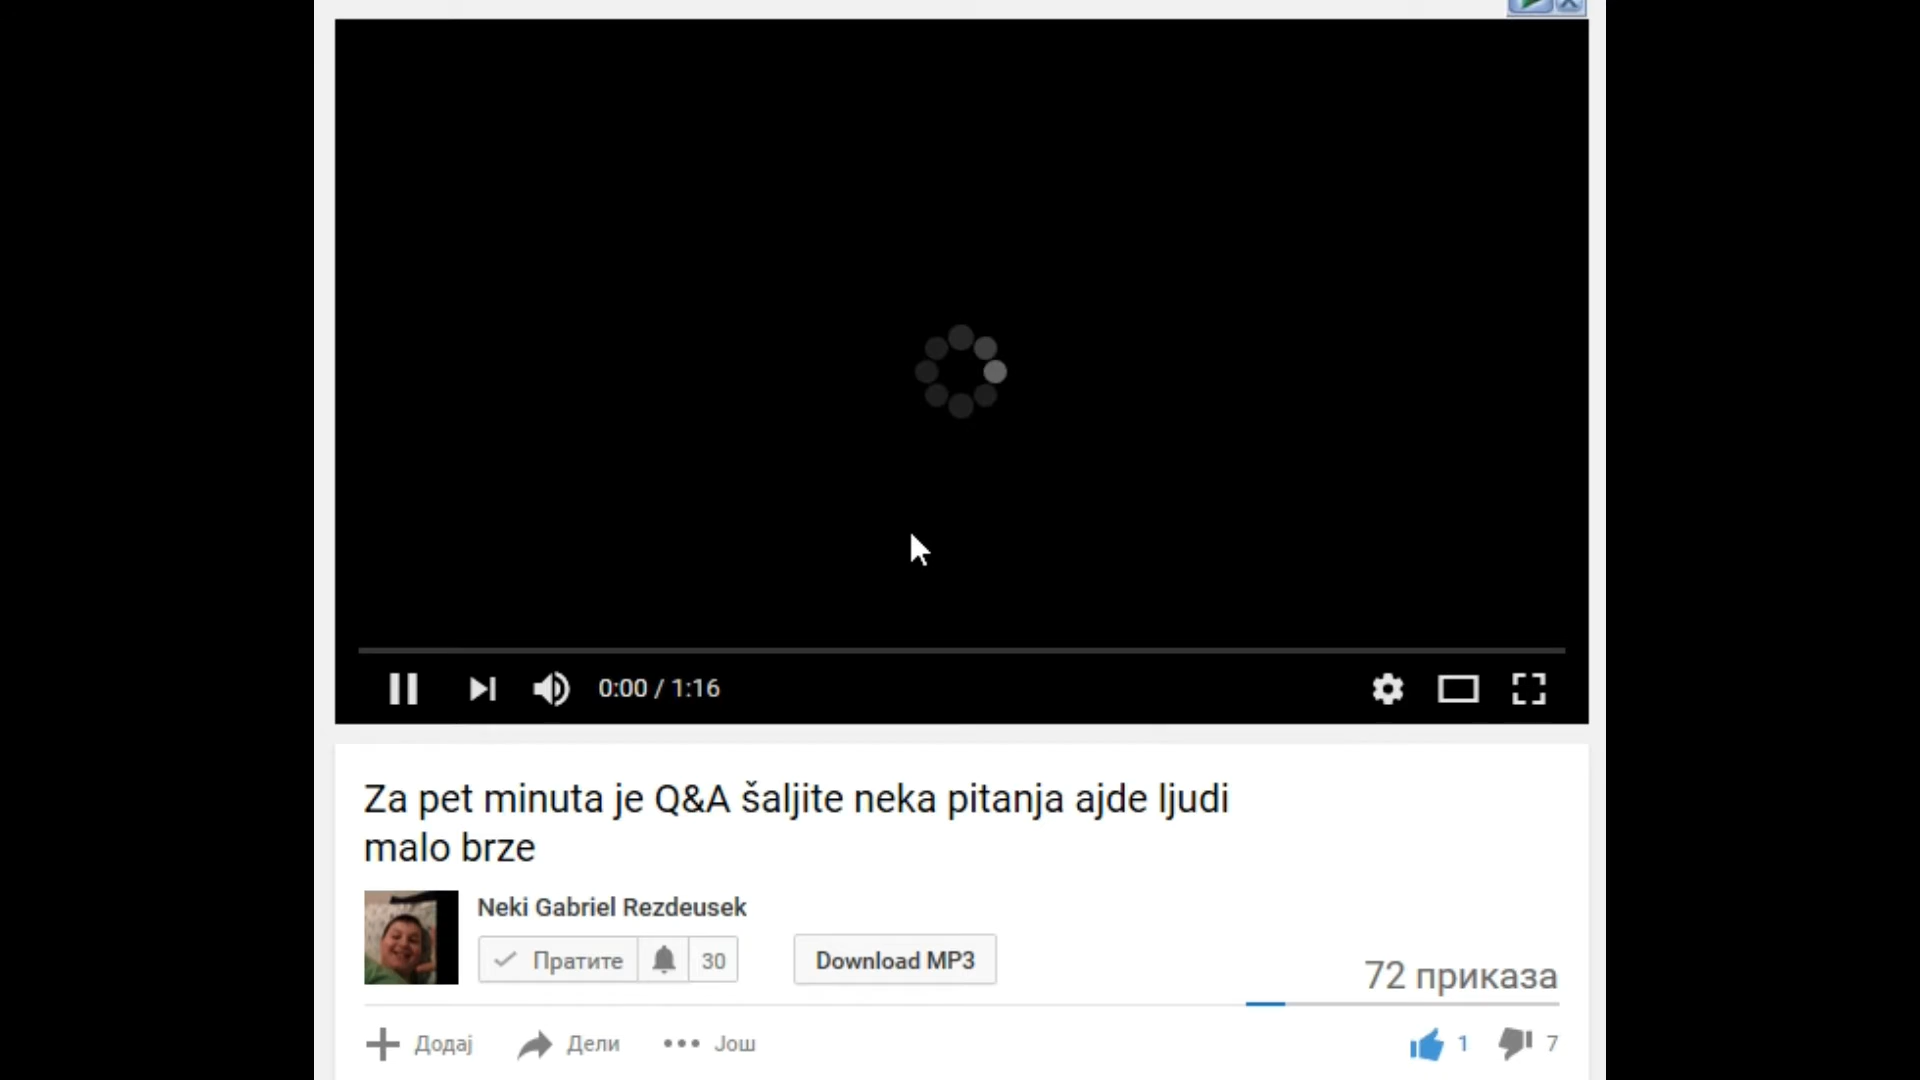 0:00 / 1:16
Za pet minuta je Q&A šaljite neka pitanja ajde ljudi
malo brze
Neki Gabriel Rezdeusek
Пратите 30 Download MP3
72 приказа
Додај Дели Још 1 7